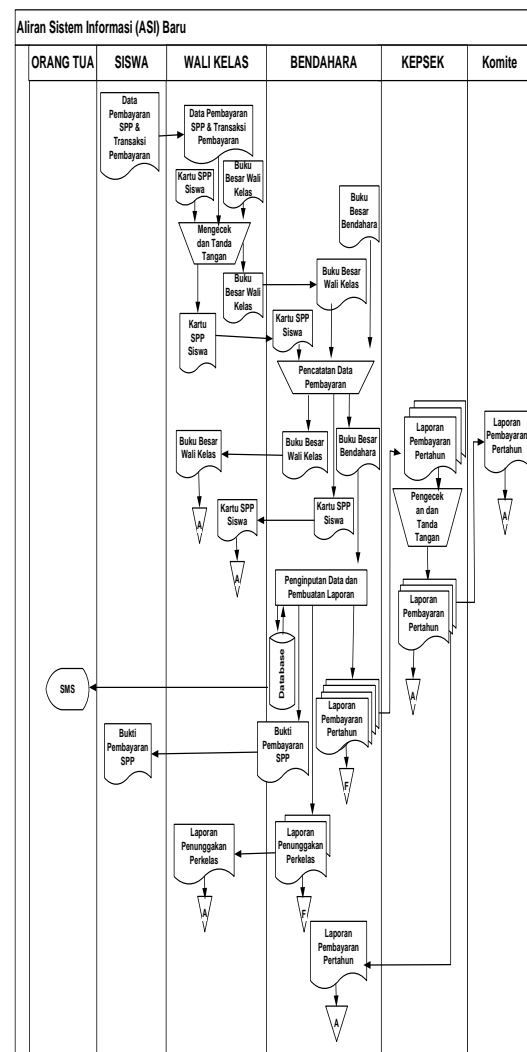 Aliran Sistem Informasi (ASI) Baru
ORANG TUA
SISWA
WALI KELAS
BENDAHARA
KEPSEK
Komite
Data
Pembayaran
SPP &
Transaksi
Pembayaran
Data Pembayaran
SPP & Transaksi
Pembayaran
Kartu SPP
Siswa
Buku
Besar Wali
Kelas
Buku
Besar
Bendahara
Mengecek
dan Tanda
Tangan
Buku
Besar Wali
Kelas
Buku Besar
Wali Kelas
Kartu
SPP
Siswa
Kartu SPP
Siswa
Pencatatan Data
Pembayaran
Buku Besar
Wali Kelas
Buku Besar
Wali Kelas
Buku Besar
Bendahara
Laporan
Pembayaran
Pertahun
Laporan
Pembayaran
Pertahun
A
Kartu SPP
Siswa
Kartu SPP
Siswa
Pengecek
an dan
Tanda
Tangan
A
A
Penginputan Data dan
Pembuatan Laporan
Laporan
Pembayaran
Pertahun
A
Database
SMS
Laporan
Pembayaran
Pertahun
F
Bukti
Pembayaran
SPP
Bukti
Pembayaran
SPP
Laporan
Penunggakan
Perkelas
Laporan
Penunggakan
Perkelas
A
F
Laporan
Pembayaran
Pertahun
A